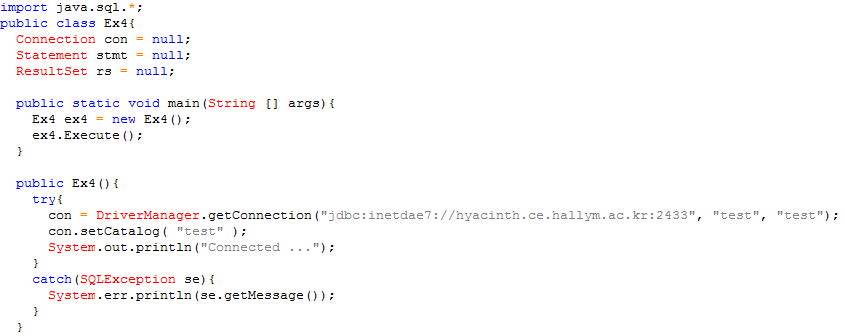 import java.sql.*;
public class Ex4{
  Connection con = null;
  Statement stmt = null;
  ResultSet rs = null;

  public static void main(String [] args){
    Ex4 ex4 = new Ex4();
    ex4.Execute();
  }

  public Ex4(){
    try{
      con = DriverManager.getConnection("jdbc:inetdae7://hyacinth.ce.hallym.ac.kr:2433", "test", "test");
      con.setCatalog( "test" );
      System.out.println("Connected ...");
    }
    catch(SQLException se){
      System.err.println(se.getMessage());
    }
  }